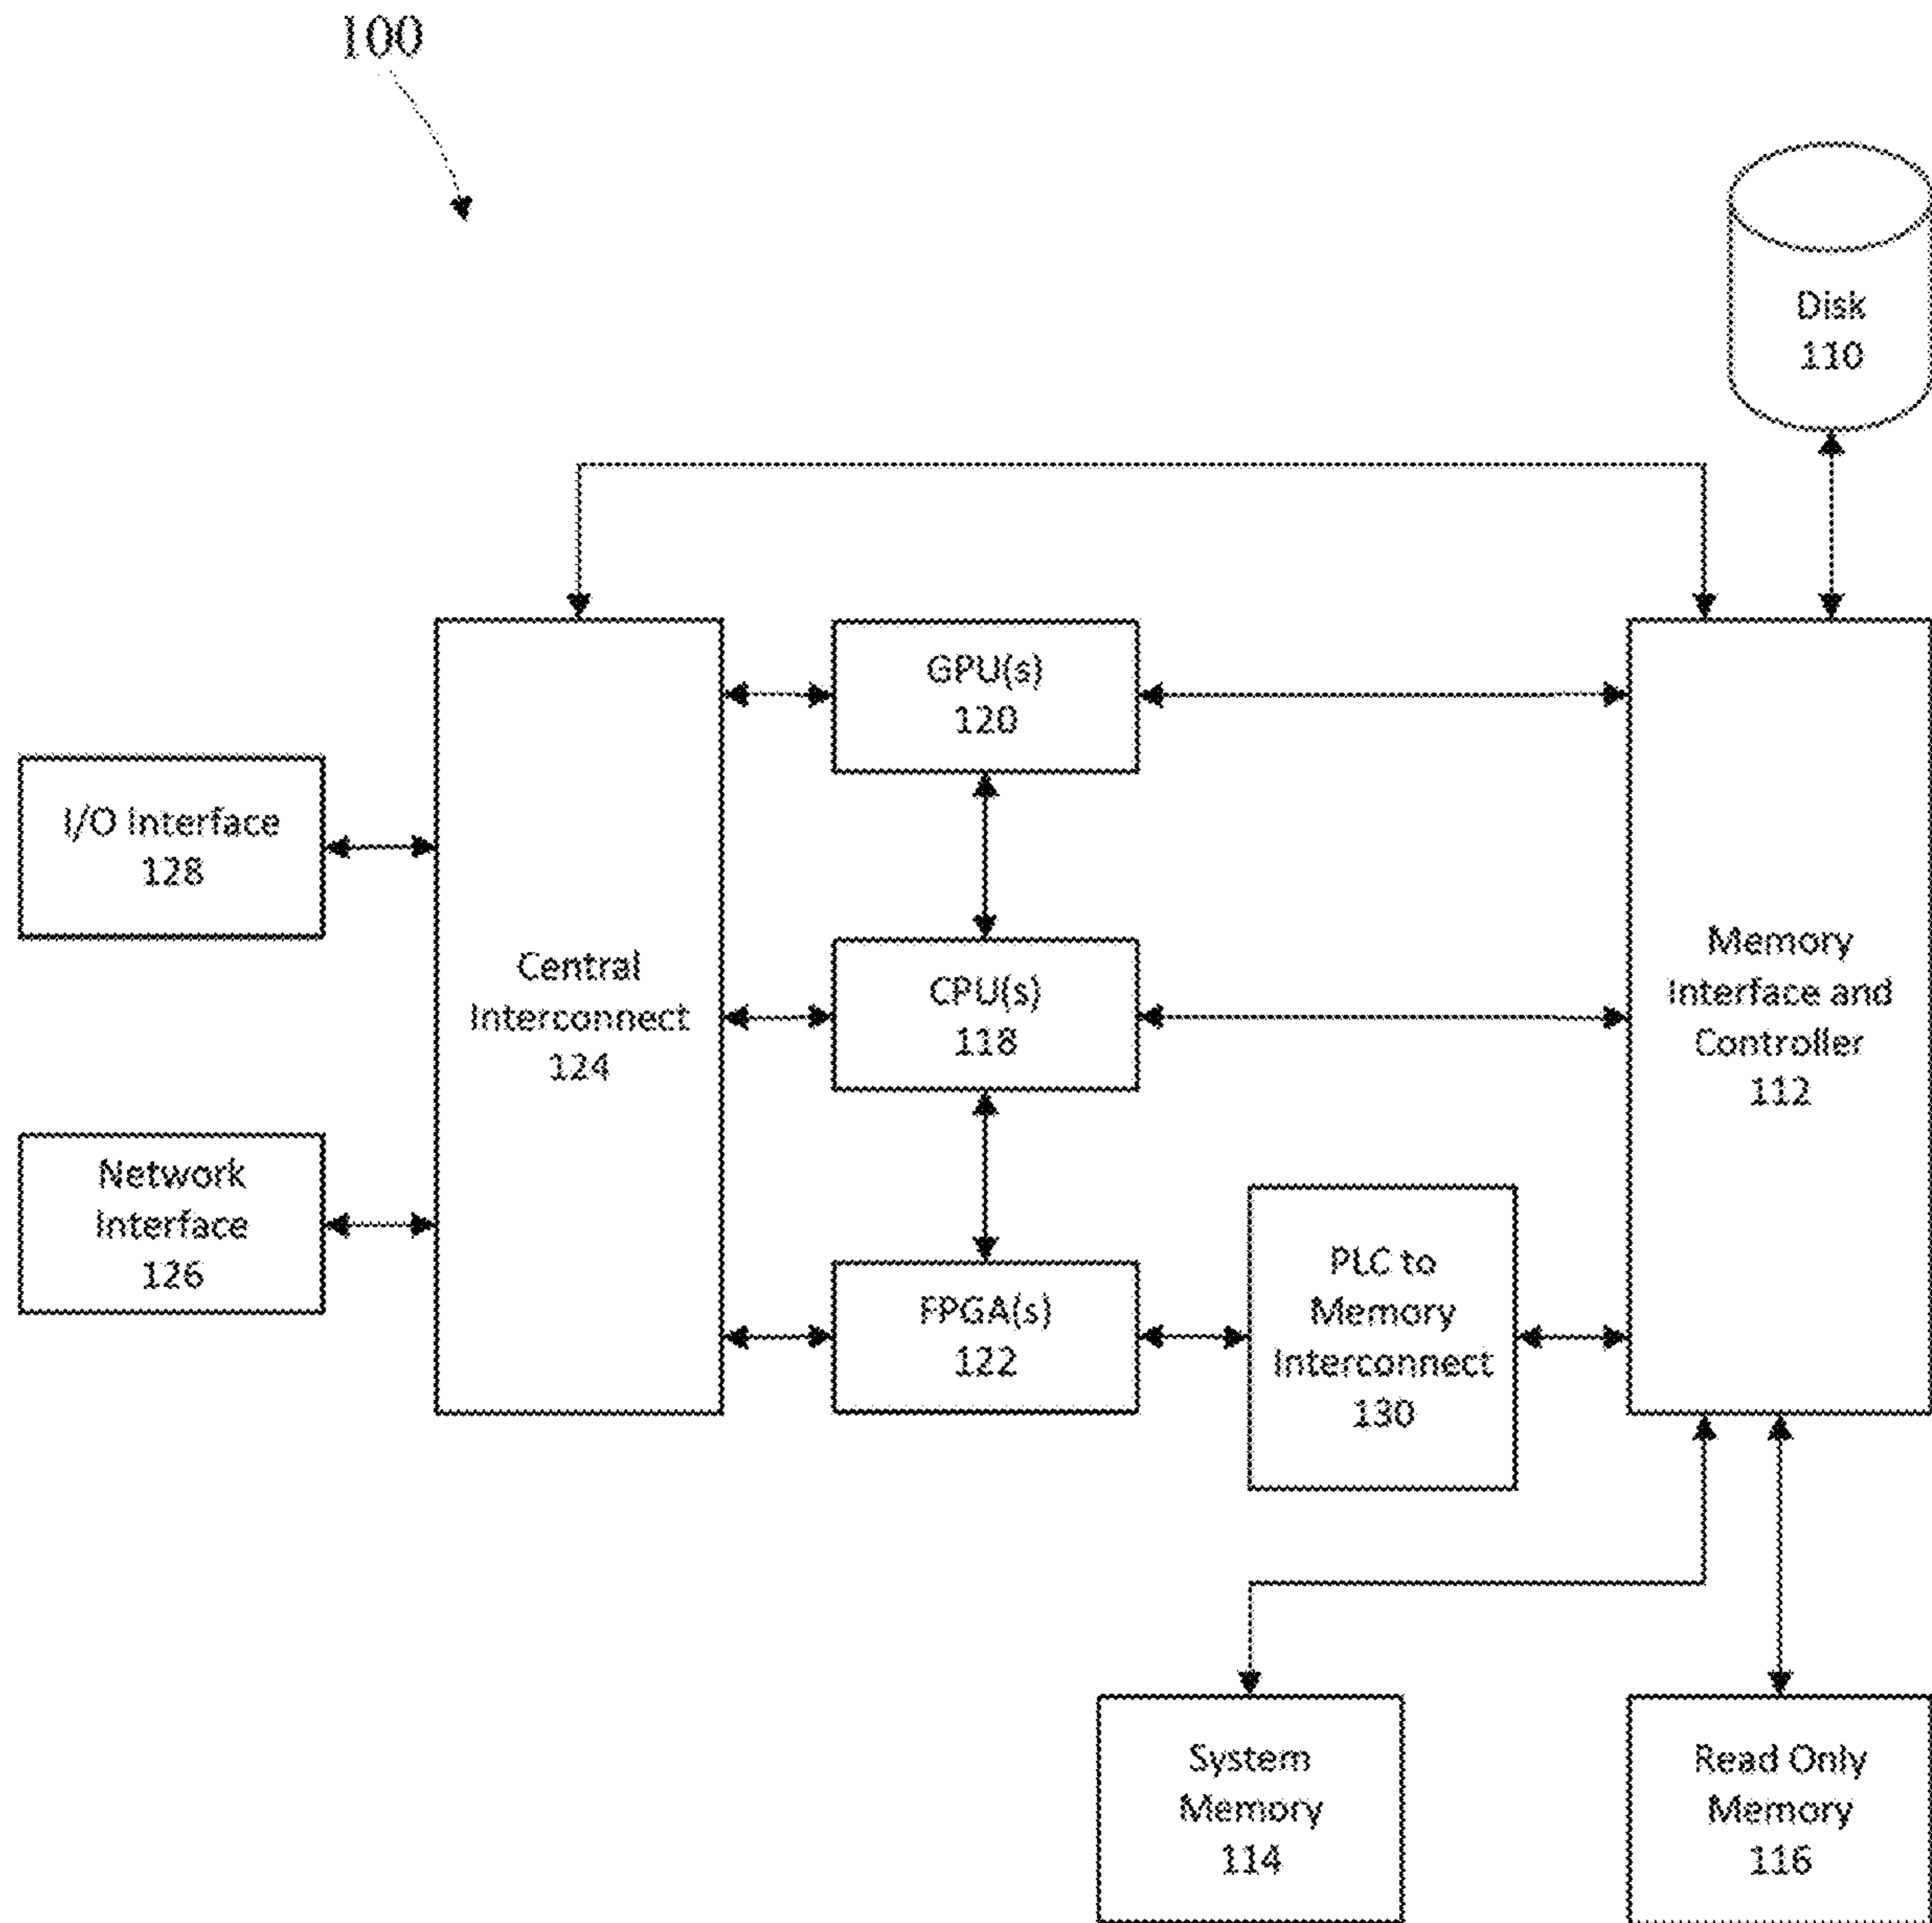 100
Disk
110
GPU(s)
120
I/O Interface
128
Central
Interconnect
124
CPU(s)
118
Memory
Interface and
Controller
112
Network
Interface
126
FPGA(s)
122
PLC to
Memory
Interconnect
130
System
Memory
114
Read Only
Memory
116